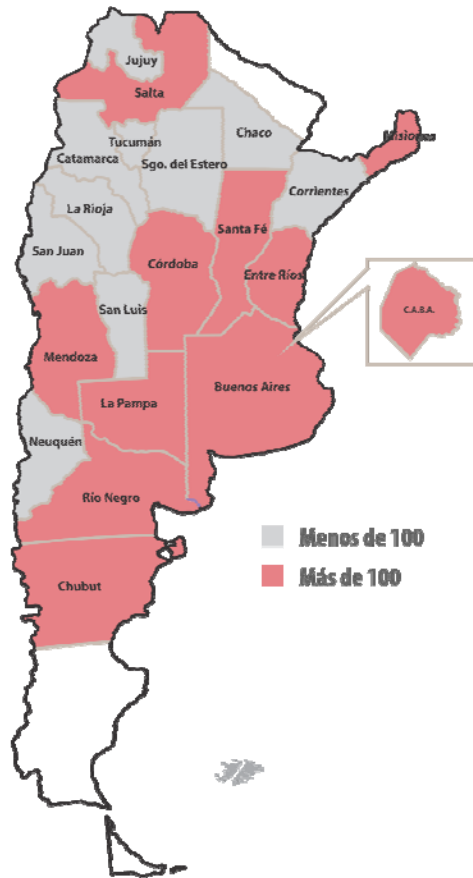 Jujuy
Salta
Tucumán
Chaco
Misiones
Catamarca
Sgo. del Estero
Corrientes
La Rioja
Santa Fé
San Juan
Córdoba
Entre Ríos
San Luis
C.A.B.A.
Mendoza
Buenos Aires
La Pampa
Neuquén
Río Negro
Menos de 100
Más de 100
Chubut